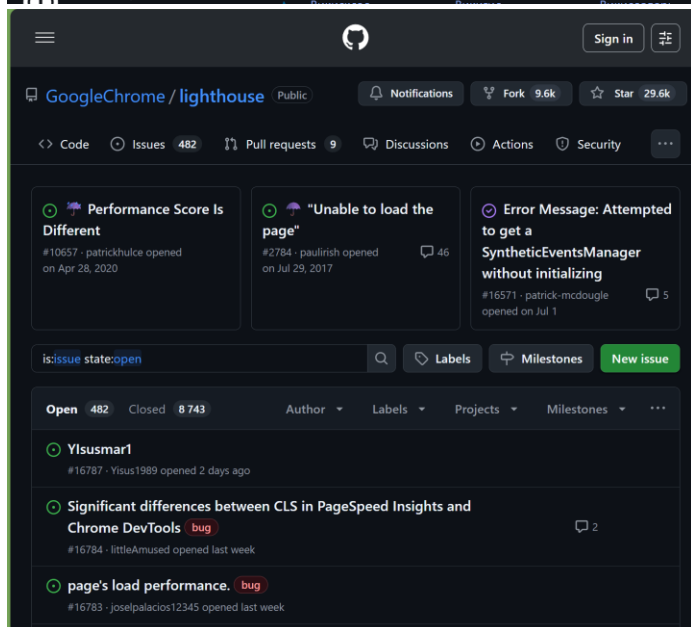 Sign in
GoogleChrome / lighthouse Public
Notifications
Fork 9.6k
Star 29.6k
Code
Issues 482
Pull requests 9
Discussions
Actions
Security
Performance Score Is
Different
#10657 · patrickhulce opened
on Apr 28, 2020
"Unable to load the
page"
#2784 · paulirish opened
on Jul 29, 2017
46
Error Message: Attempted
to get a
SyntheticEventsManager
without initializing
#16571 · patrick-mcdougle
opened on Jul 1
5
is:issue state:open
Labels
Milestones
New issue
Open 482 Closed 8 743 Author Labels Projects Milestones
YIsusmar1
#16787 · Yisus1989 opened 2 days ago
Significant differences between CLS in PageSpeed Insights and
Chrome DevTools bug
2
#16784 · littleAmused opened last week
page's load performance. bug
#16783 · joselpalacios12345 opened last week